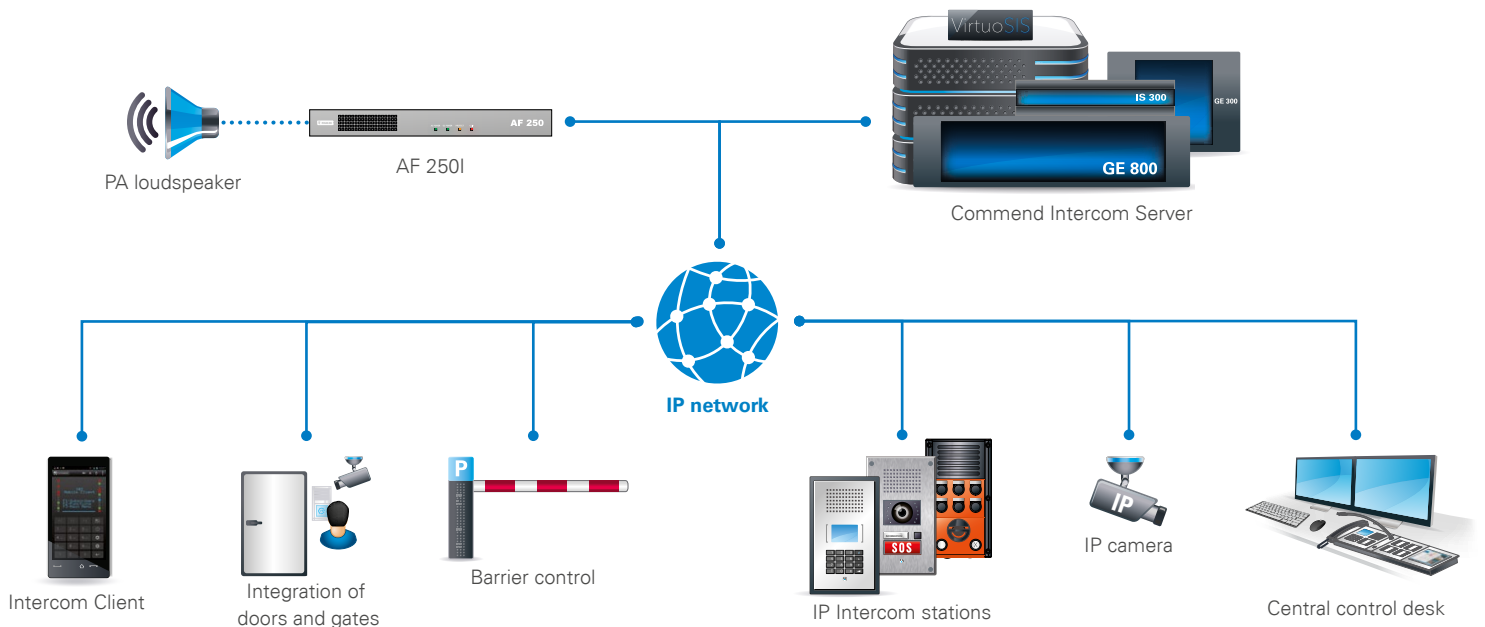 VirtuoSIS
IS 300
GE 300
GE 800
AF 250
PA loudspeaker
AF 250I
Commend Intercom Server
IP network
P
SOS
IP
Intercom Client
Integration of
doors and gates
Barrier control
IP Intercom stations
IP camera
Central control desk